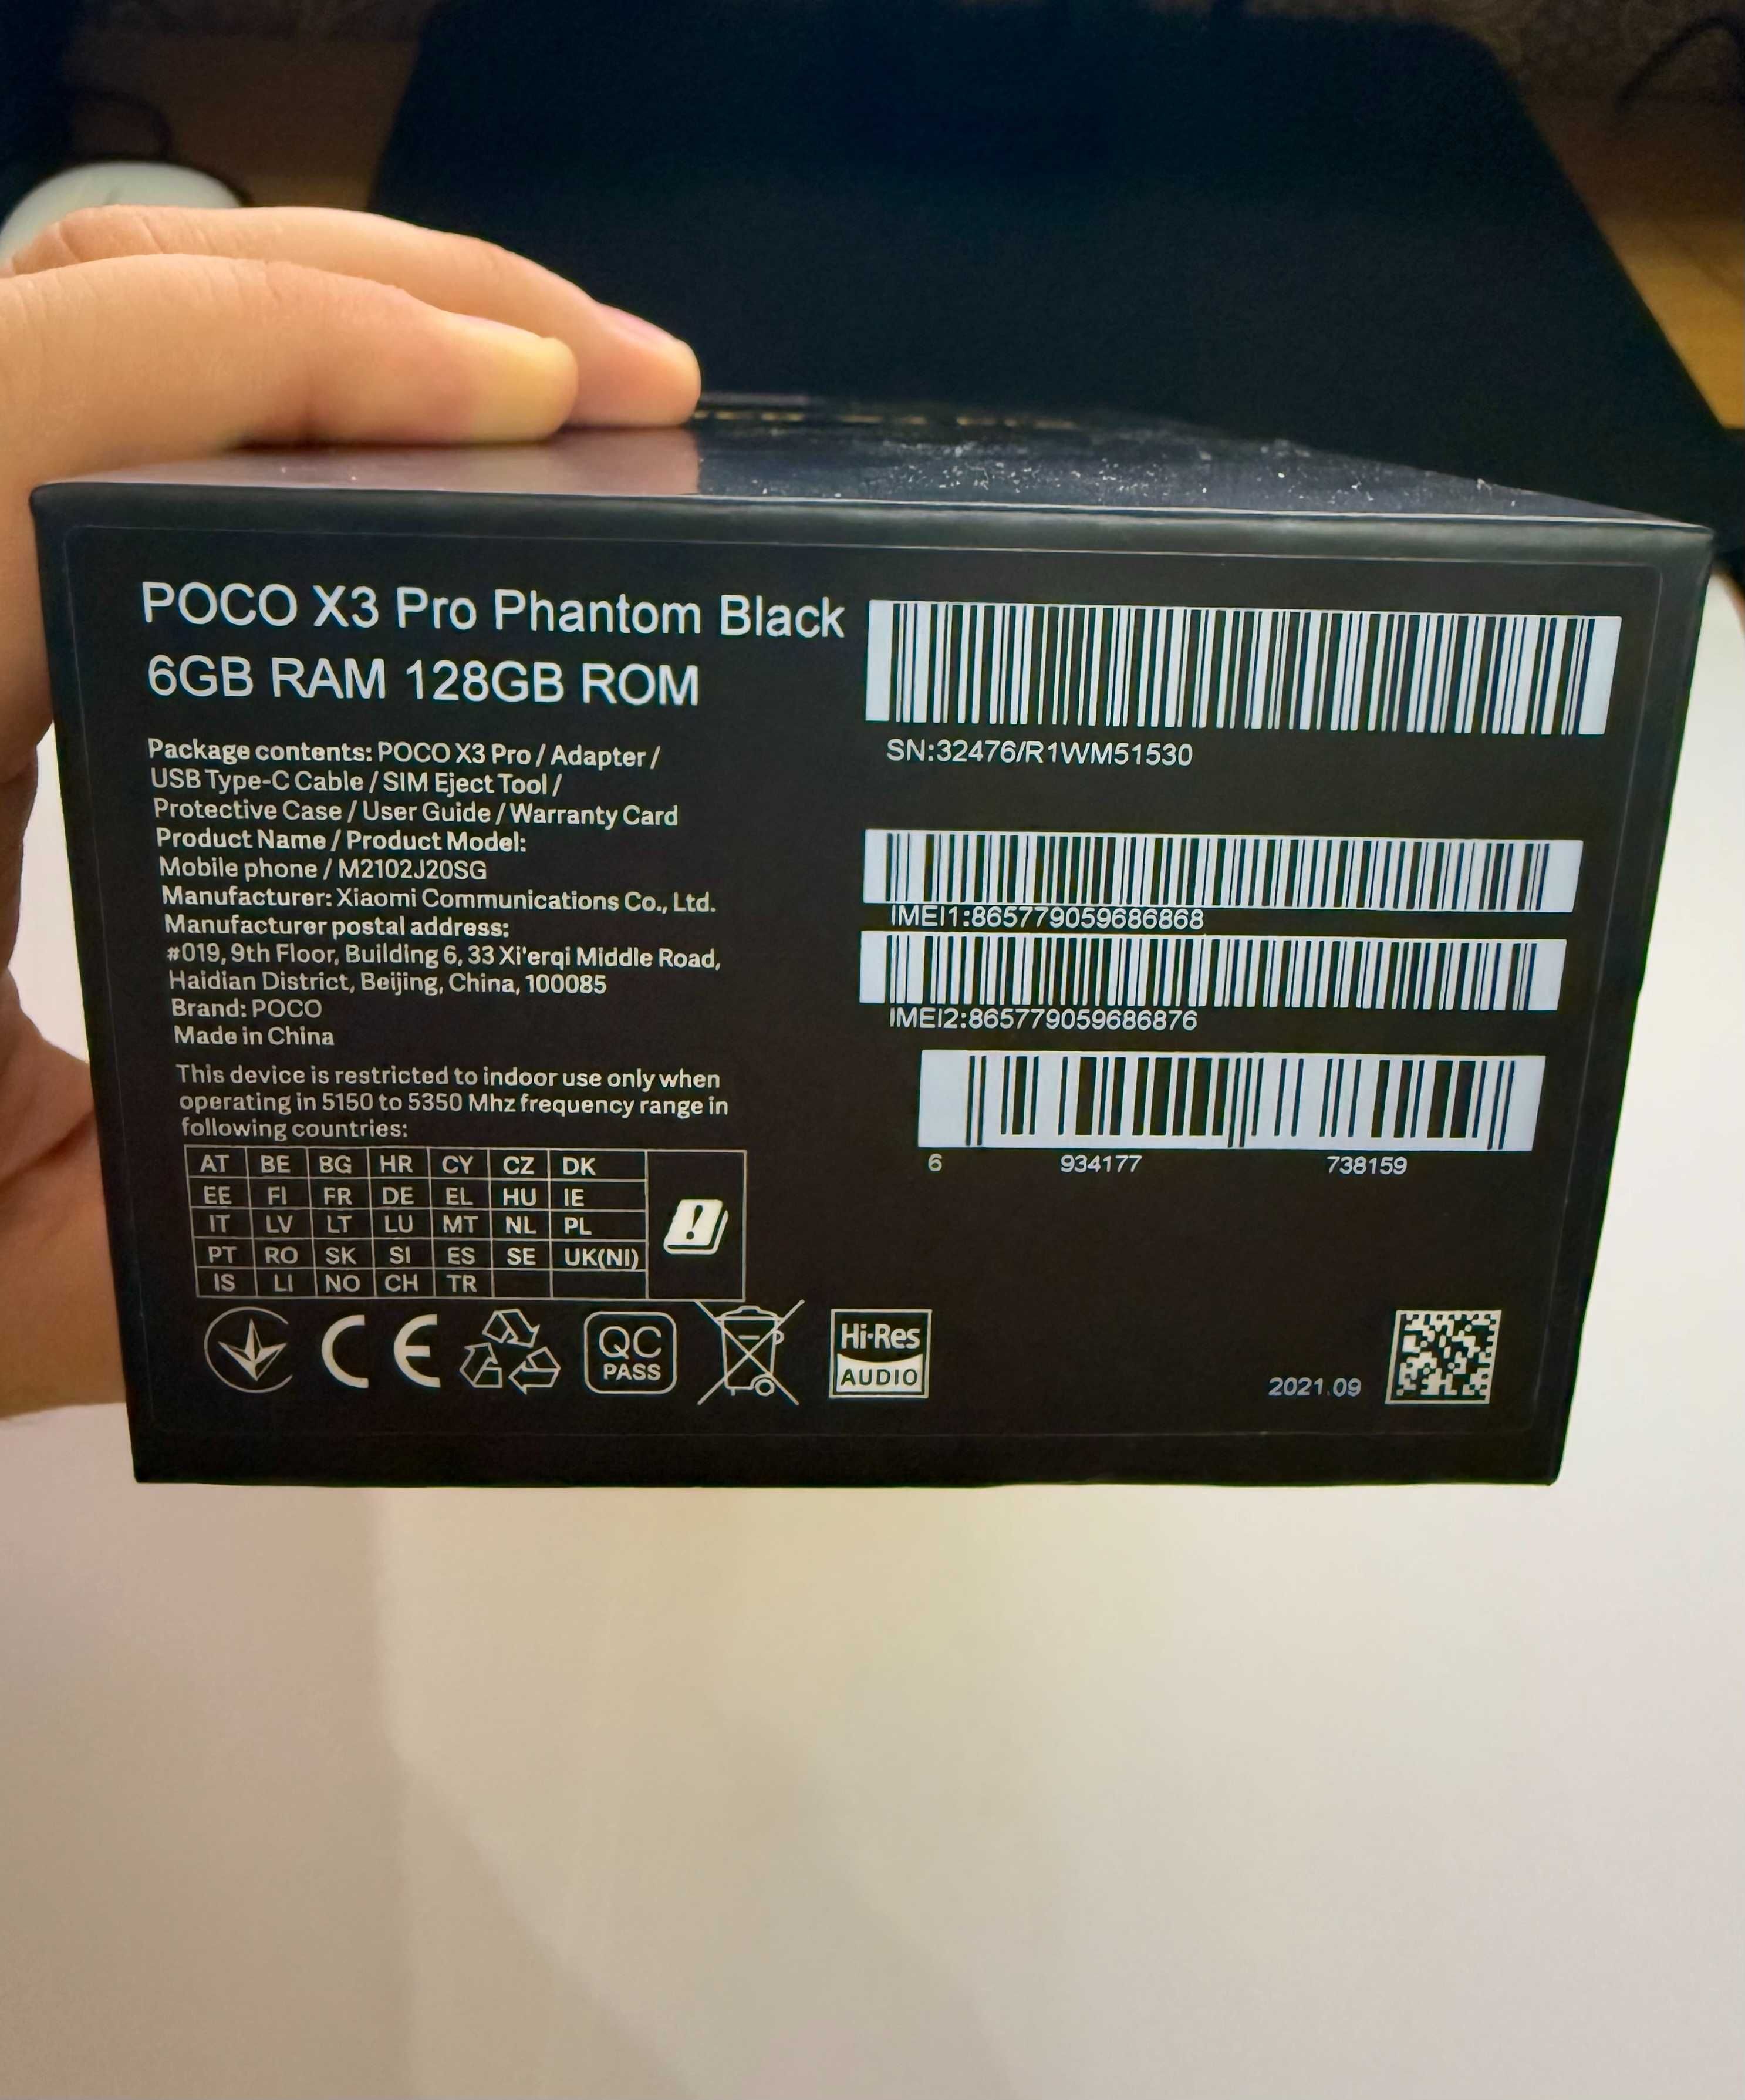 POCO X3 Pro Phantom Black
6GB RAM 128GB ROM
Package contents: POCO X3 Pro / Adapter /
USB Type-C Cable / SIM Eject Tool /
Protective Case / User Guide / Warranty Card
Product Name / Product Model:
Mobile phone / M2102J20SG
Manufacturer: Xiaomi Communications Co., Ltd.
Manufacturer postal address:
#019, 9th Floor, Building 6, 33 Xi'erqi Middle Road,
Haidian District, Beijing, China, 100085
Brand: POCO
Made in China
This device is restricted to indoor use only when
operating in 5150 to 5350 Mhz frequency range in
following countries:
AT BE BG HR CY CZ DK
EE FI FR DE EL HU IE
IT LV LT LU MT NL PL
PT RO SK SI ES SE UK(NI)
IS LI NO CH TR
CE
QC
PASS
Hi-Res
AUDIO
SN:32476/R1WM51530
IMEI1:865779059686868
IMEI2:865779059686876
6 934177 738159
2021.09